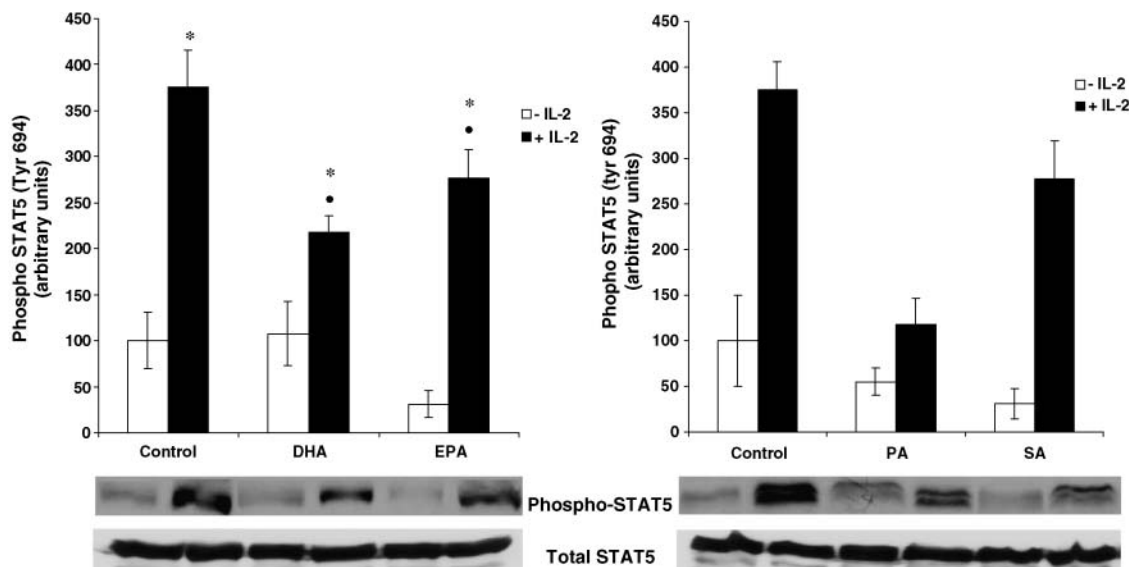 Phospho STAT5 (Tyr 694)
(arbitrary units)
450
400
350
300
250
200
150
100
50
0
*
*
•
*
•
- IL-2
+ IL-2
Control
DHA
EPA
Phopho STAT5 (tyr 694)
(arbitrary units)
450
400
350
300
250
200
150
100
50
0
- IL-2
+ IL-2
Control
PA
SA
Phospho-STAT5
Total STAT5